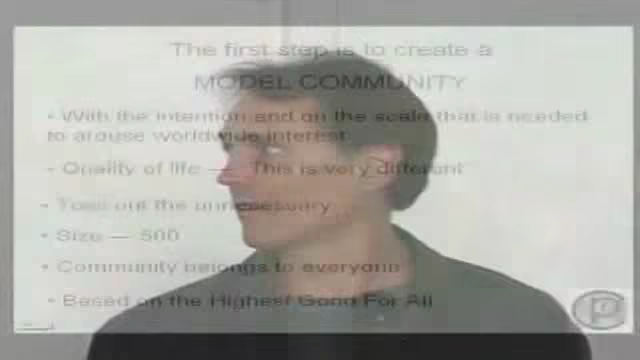 The first step is to create a
MODEL COMMUNITY
• With the intention and on the scale that is needed
to arouse worldwide interest
• Quality of life — This is very different
• Toss out the unnecessary
• Size — 500
• Community belongs to everyone
• Based on the Highest Good For All